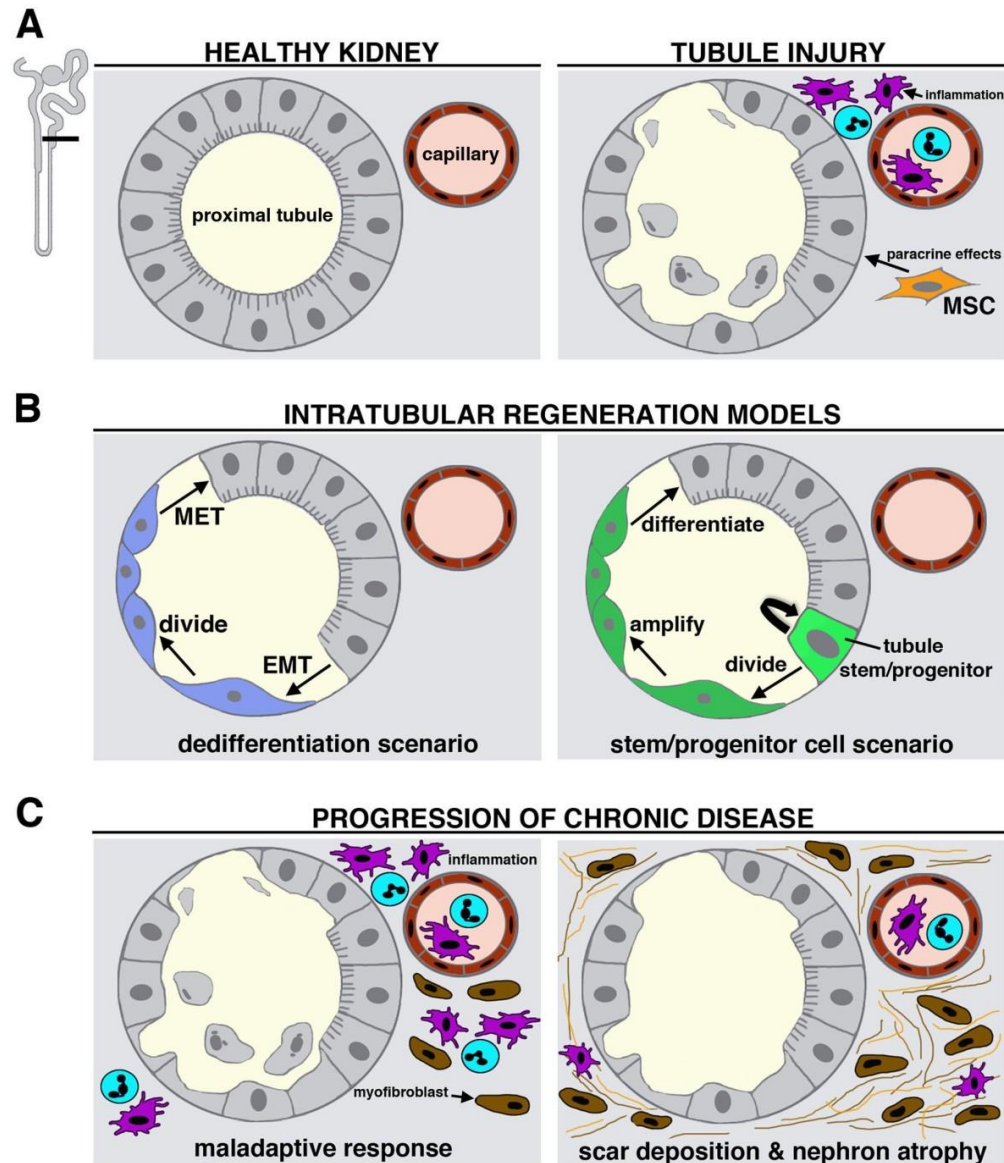 A
HEALTHY KIDNEY
TUBULE INJURY
proximal tubule
capillary
inflammation
paracrine effects
MSC
B
INTRATUBULAR REGENERATION MODELS
MET
divide
EMT
dedifferentiation scenario
differentiate
amplify
divide
tubule
stem/progenitor
stem/progenitor cell scenario
C
PROGRESSION OF CHRONIC DISEASE
inflammation
myofibroblast
maladaptive response
scar deposition & nephron atrophy